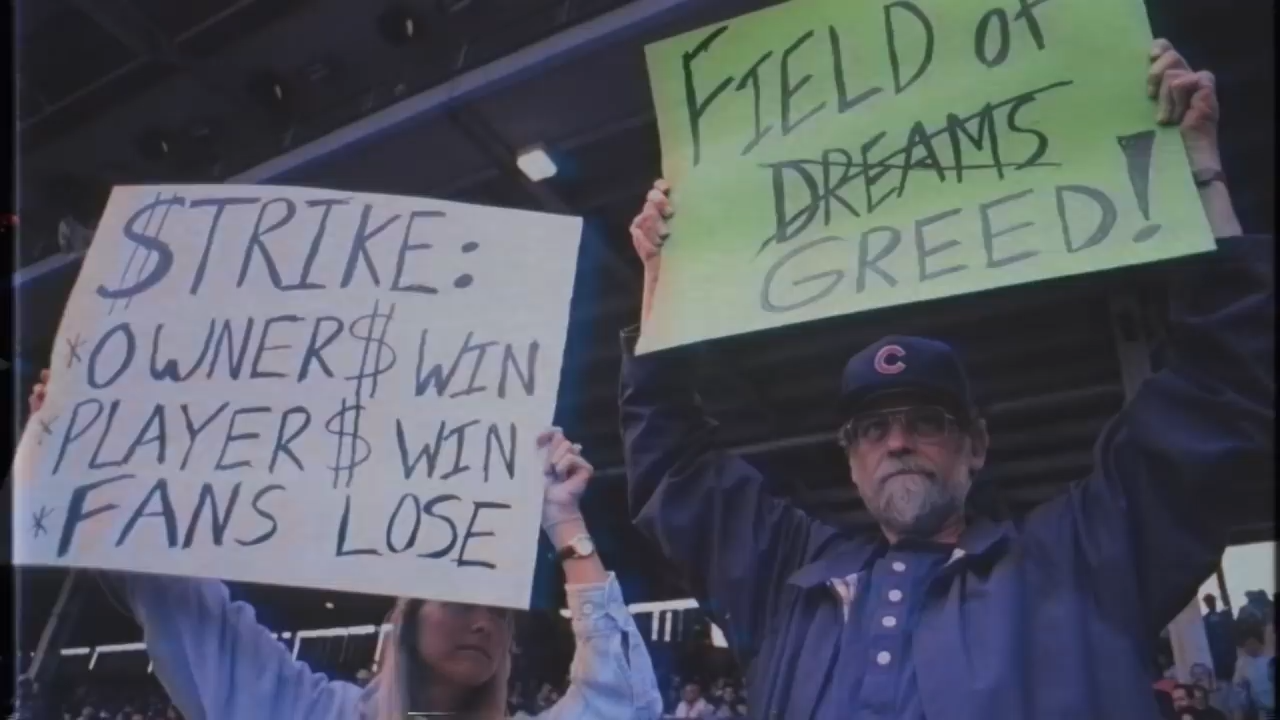 $TRIKE:
*OWNER$ WIN
*PLAYER$ WIN
*FANS LOSE
FIELD OF
DREAMS
GREED!
C